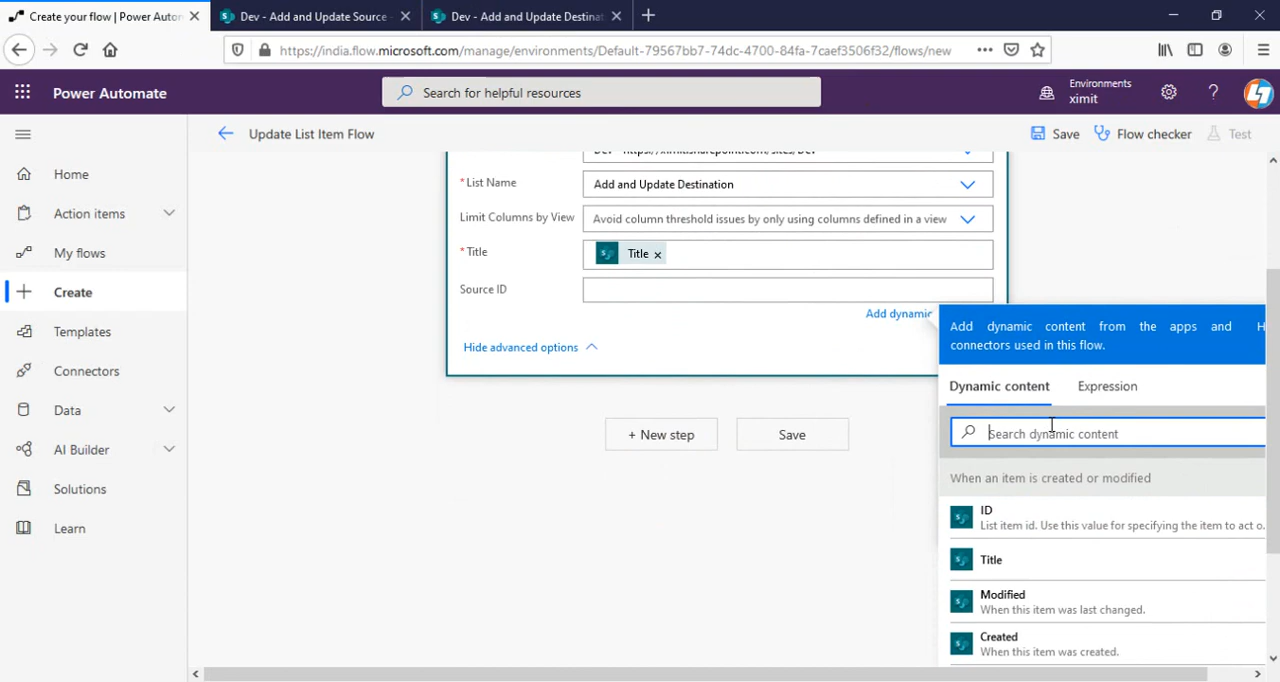 Create your flow | Power Autom
Dev - Add and Update Source -
Dev - Add and Update Destinat
https://india.flow.microsoft.com/manage/environments/Default-79567bb7-74dc-4700-84fa-7caef3506f32/flows/new
Power Automate
Search for helpful resources
Environments
ximit
Update List Item Flow
Save
Flow checker
Test
Home
Action items
My flows
Create
Templates
Connectors
Data
AI Builder
Solutions
Learn
* List Name
Add and Update Destination
Limit Columns by View
Avoid column threshold issues by only using columns defined in a view
* Title
Title
Source ID
Add dynamic
Hide advanced options
+ New step
Save
Add dynamic content from the apps and
connectors used in this flow.
Dynamic content
Expression
Search dynamic content
When an item is created or modified
ID
List item id. Use this value for specifying the item to act o.
Title
Modified
When this item was last changed.
Created
When this item was created.